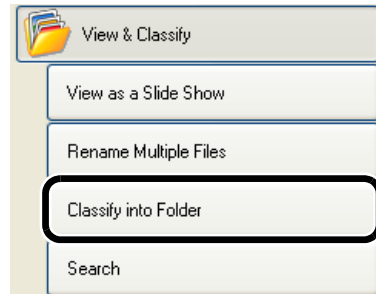 View & Classify
View as a Slide Show
Rename Multiple Files
Classify into Folder
Search